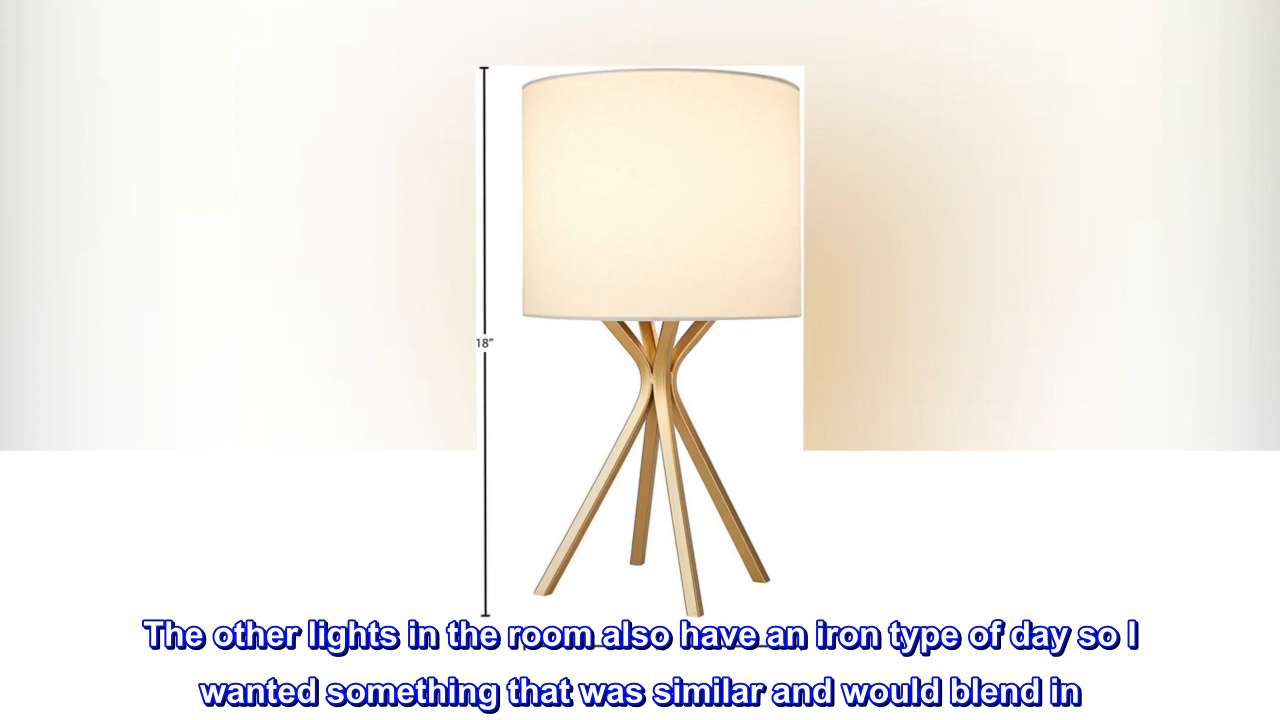 18"
The other lights in the room also have an iron type of day so I
wanted something that was similar and would blend in